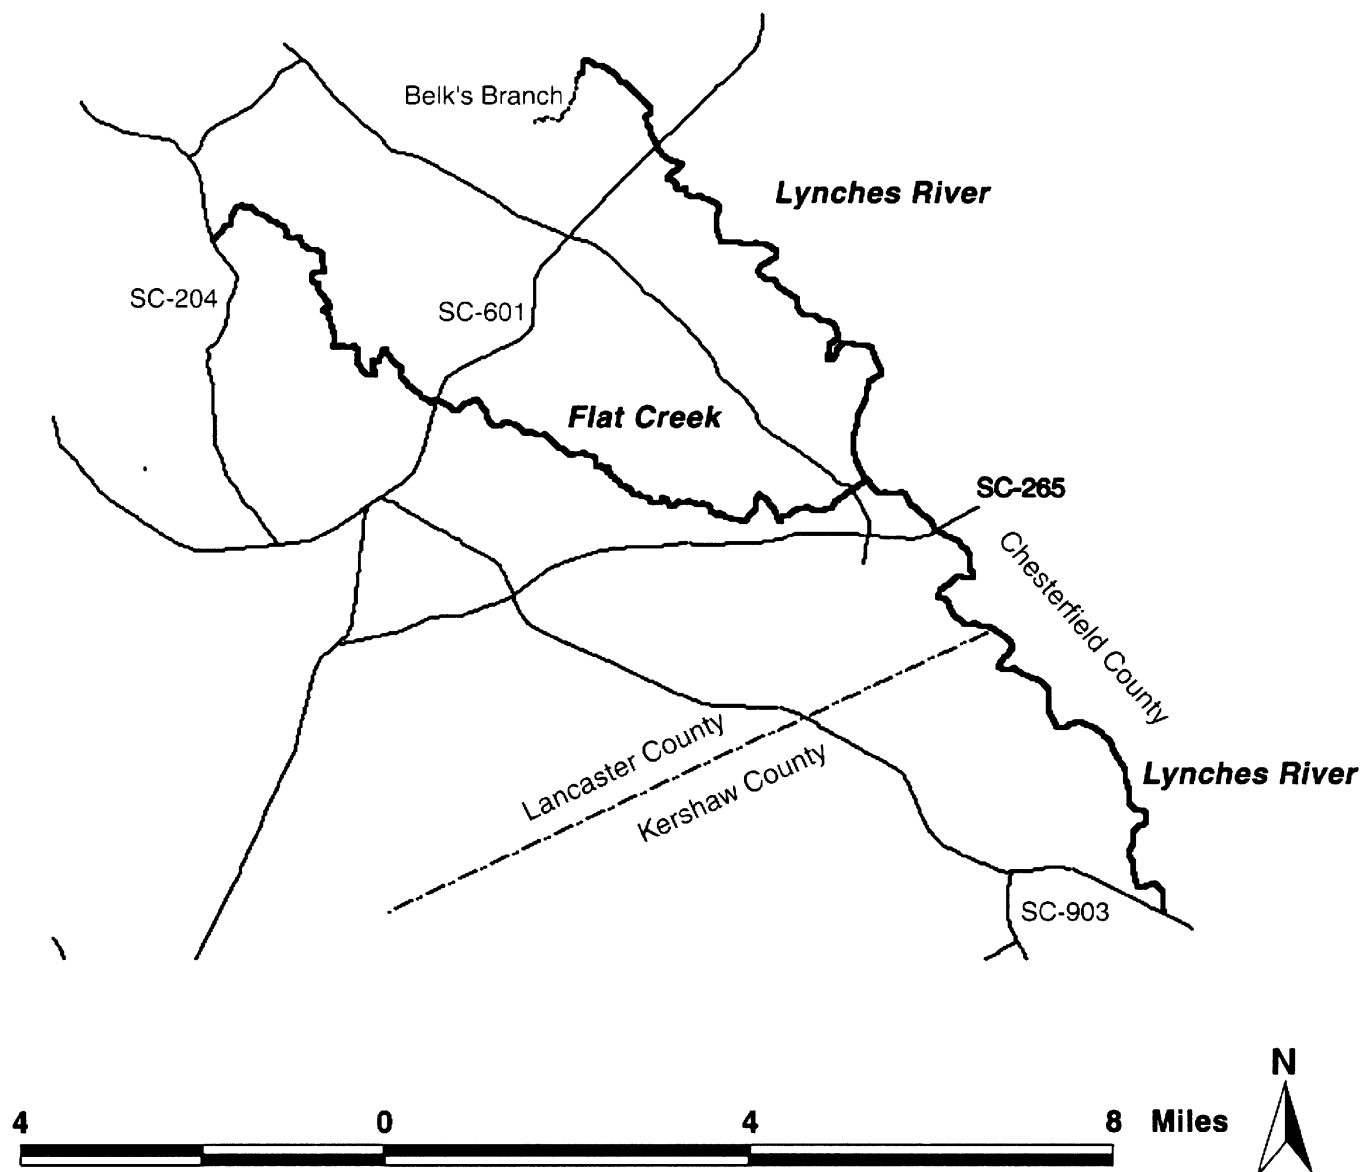 Belk's Branch
Lynches River
SC-204
SC-601
Flat Creek
SC-265
Chesterfield County
Lancaster County
Kershaw County
Lynches River
SC-903
N
4 0 4 8 Miles